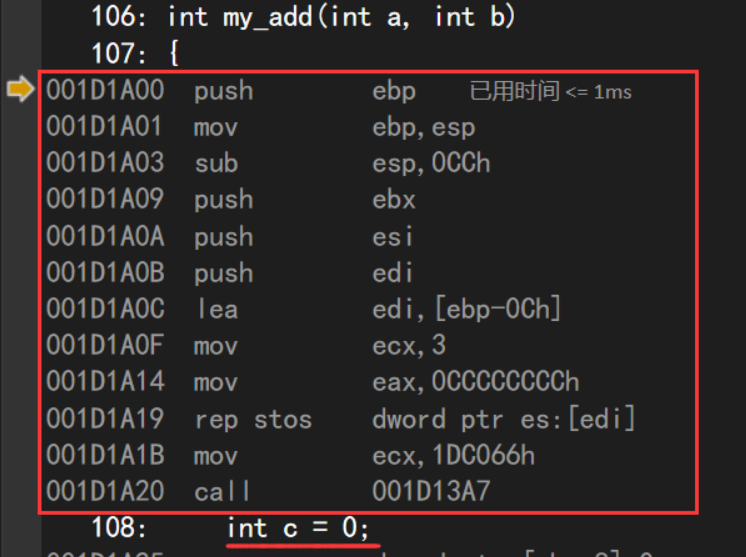 106: int my_add(int a, int b)
107: {
001D1A00 push ebp 已用时间 <= 1ms
001D1A01 mov ebp,esp
001D1A03 sub esp,0CCh
001D1A09 push ebx
001D1A0A push esi
001D1A0B push edi
001D1A0C lea edi,[ebp-0Ch]
001D1A0F mov ecx,3
001D1A14 mov eax,0CCCCCCCCh
001D1A19 rep stos dword ptr es:[edi]
001D1A1B mov ecx,1DC066h
001D1A20 call 001D13A7
108: int c = 0;